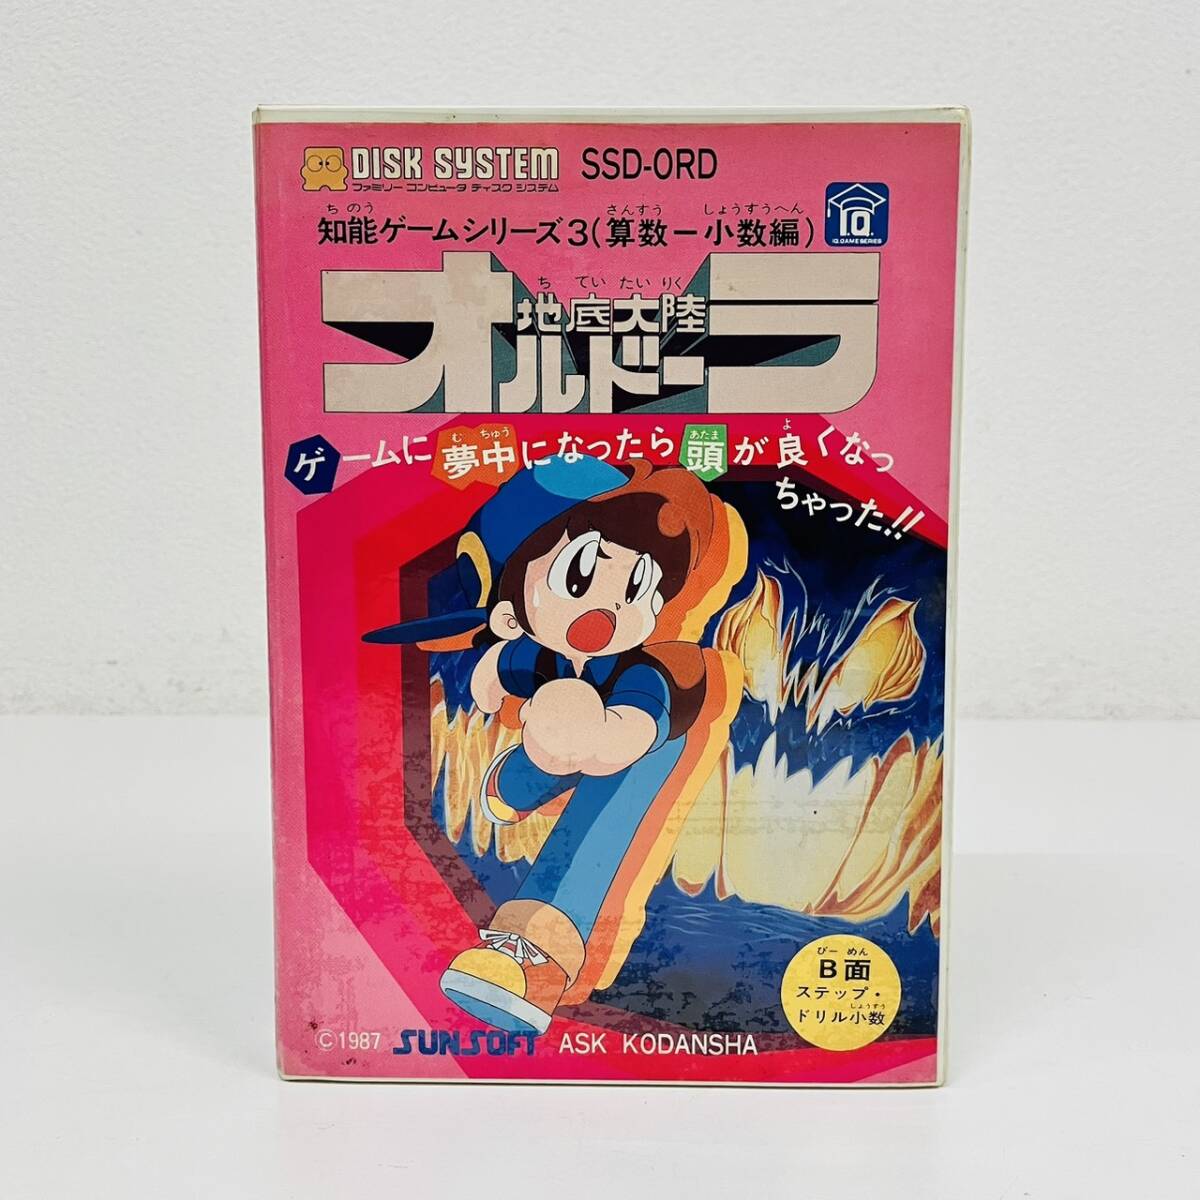 DISK SYSTEM SSD-ORD
ファミリー コンピュータ ディスク システム
ちのう さんすう しょうすうへん
知能ゲームシリーズ3(算数−小数編)
I.Q.
IQ.GAME SERIES
ち てい たい りく
地底大陸
オルドーラ
む ちゅう あたま よ
ゲームに夢中になったら頭が良くなっ
ちゃった!!
びー めん
B面
ステップ・
しょうすう
ドリル小数
©1987 SUNSOFT ASK KODANSHA